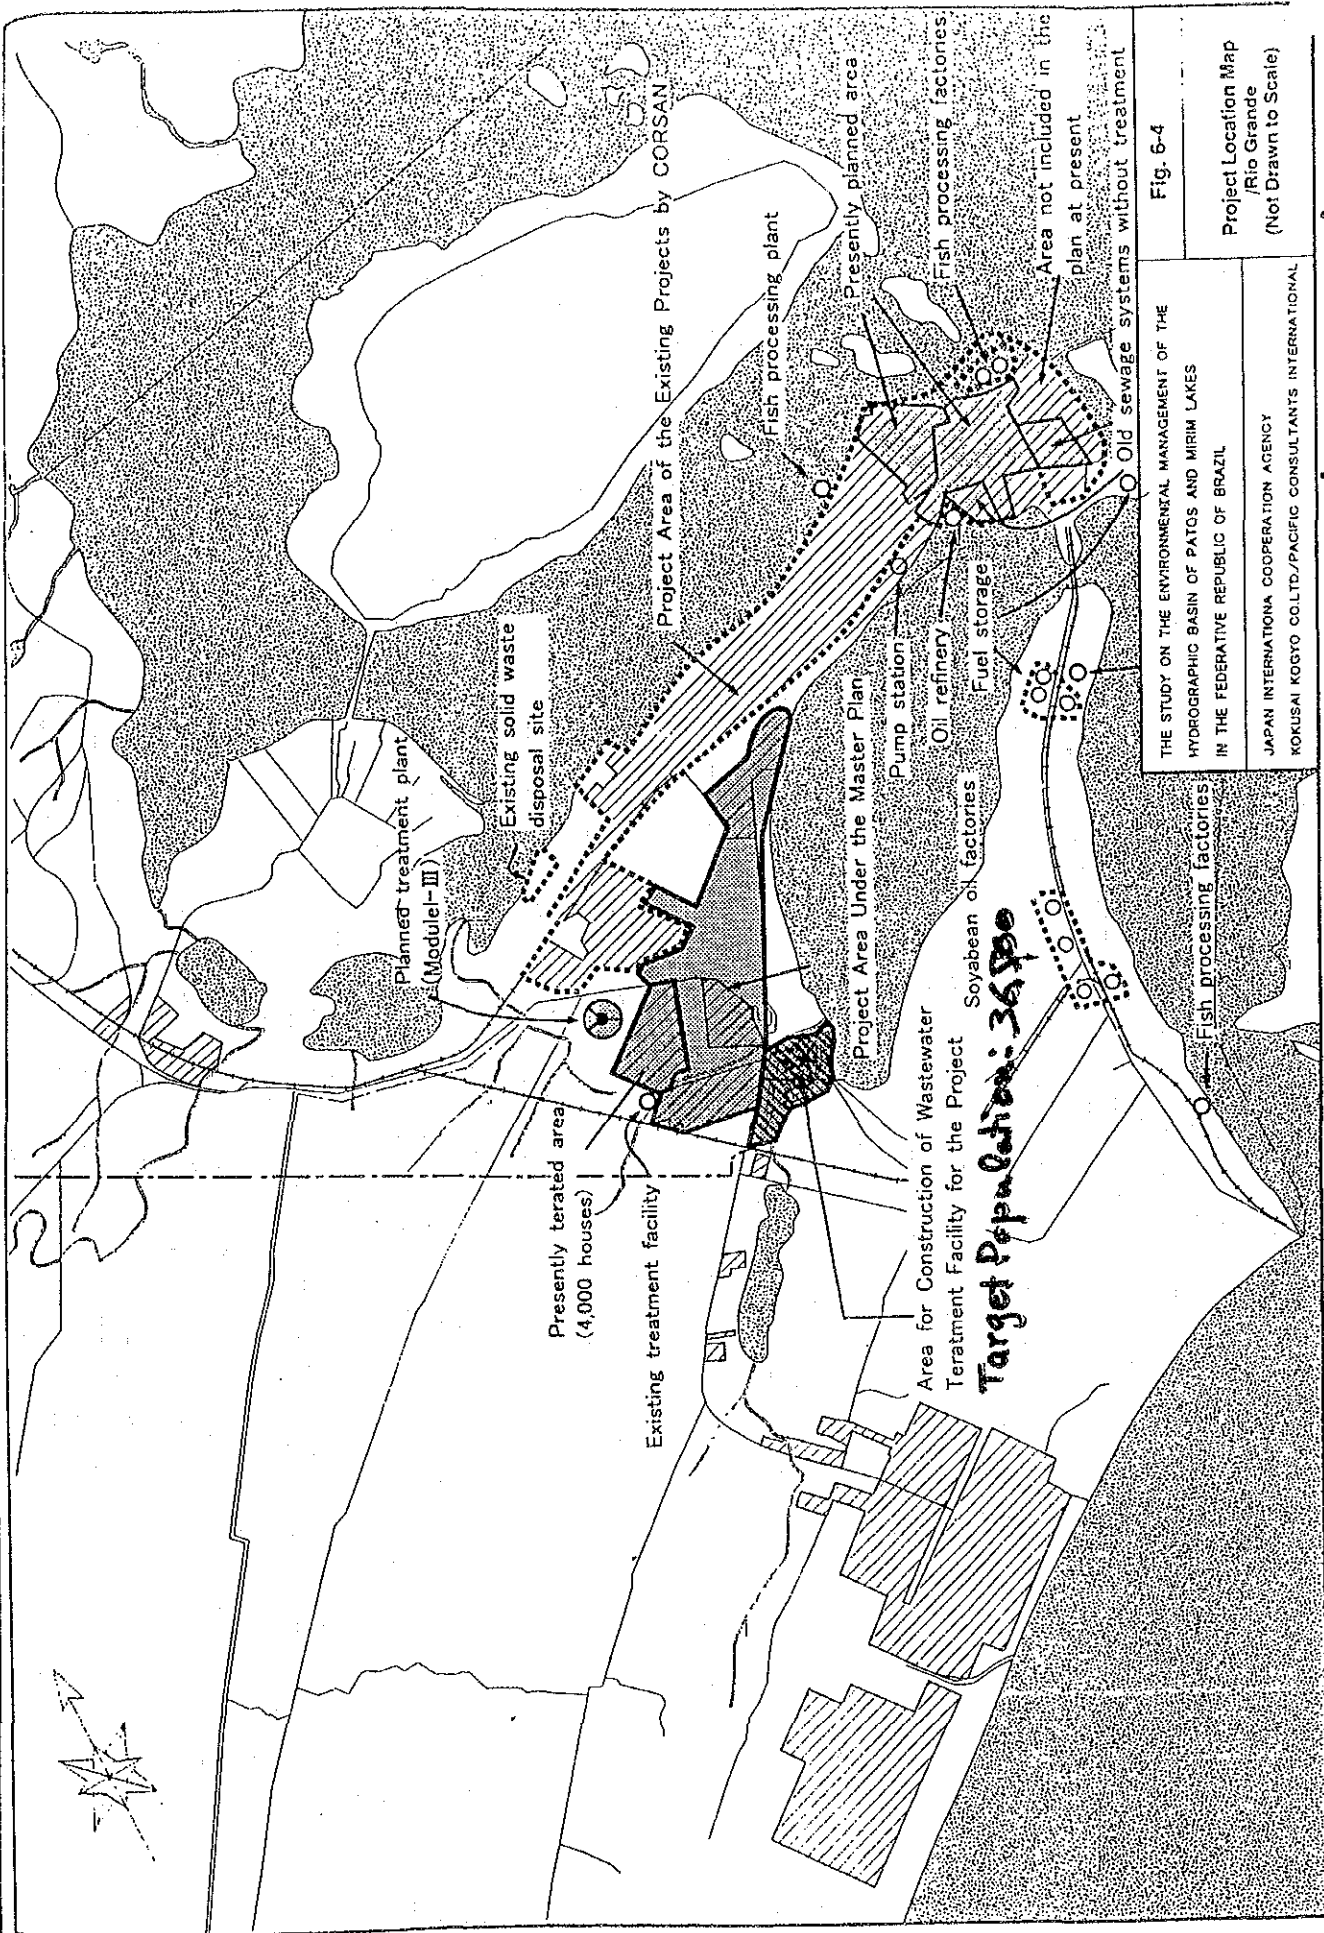 Planned treatment plant
(Modulel-III)
Existing solid waste
disposal site
Project Area of the Existing Projects by CORSAN
Fish processing plant
Presently planned area
Fish processing factories
Area not included in the
plan at present
Old sewage systems without treatment
Presently terated area
(4,000 houses)
Existing treatment facility
Project Area Under the Master Plan
Pump station
Oil refinery
Fuel storage
Area for Construction of Wastewater
Teratment Facility for the Project
Target Population:
Soyabean oil factories
Fish processing factories
THE STUDY ON THE ENVIRONMENTAL MANAGEMENT OF THE
HYDROGRAPHIC BASIN OF PATOS AND MIRIM LAKES
IN THE FEDERATIVE REPUBLIC OF BRAZIL
JAPAN INTERNATIONA LCOOPERATION AGENCY
KOKUSAI KOGYO CO.LTD./PACIFIC CONSULTANTS INTERNATIONAL
Fig. 6-4
Project Location Map
/Rio Grande
(Not Drawn to Scale)